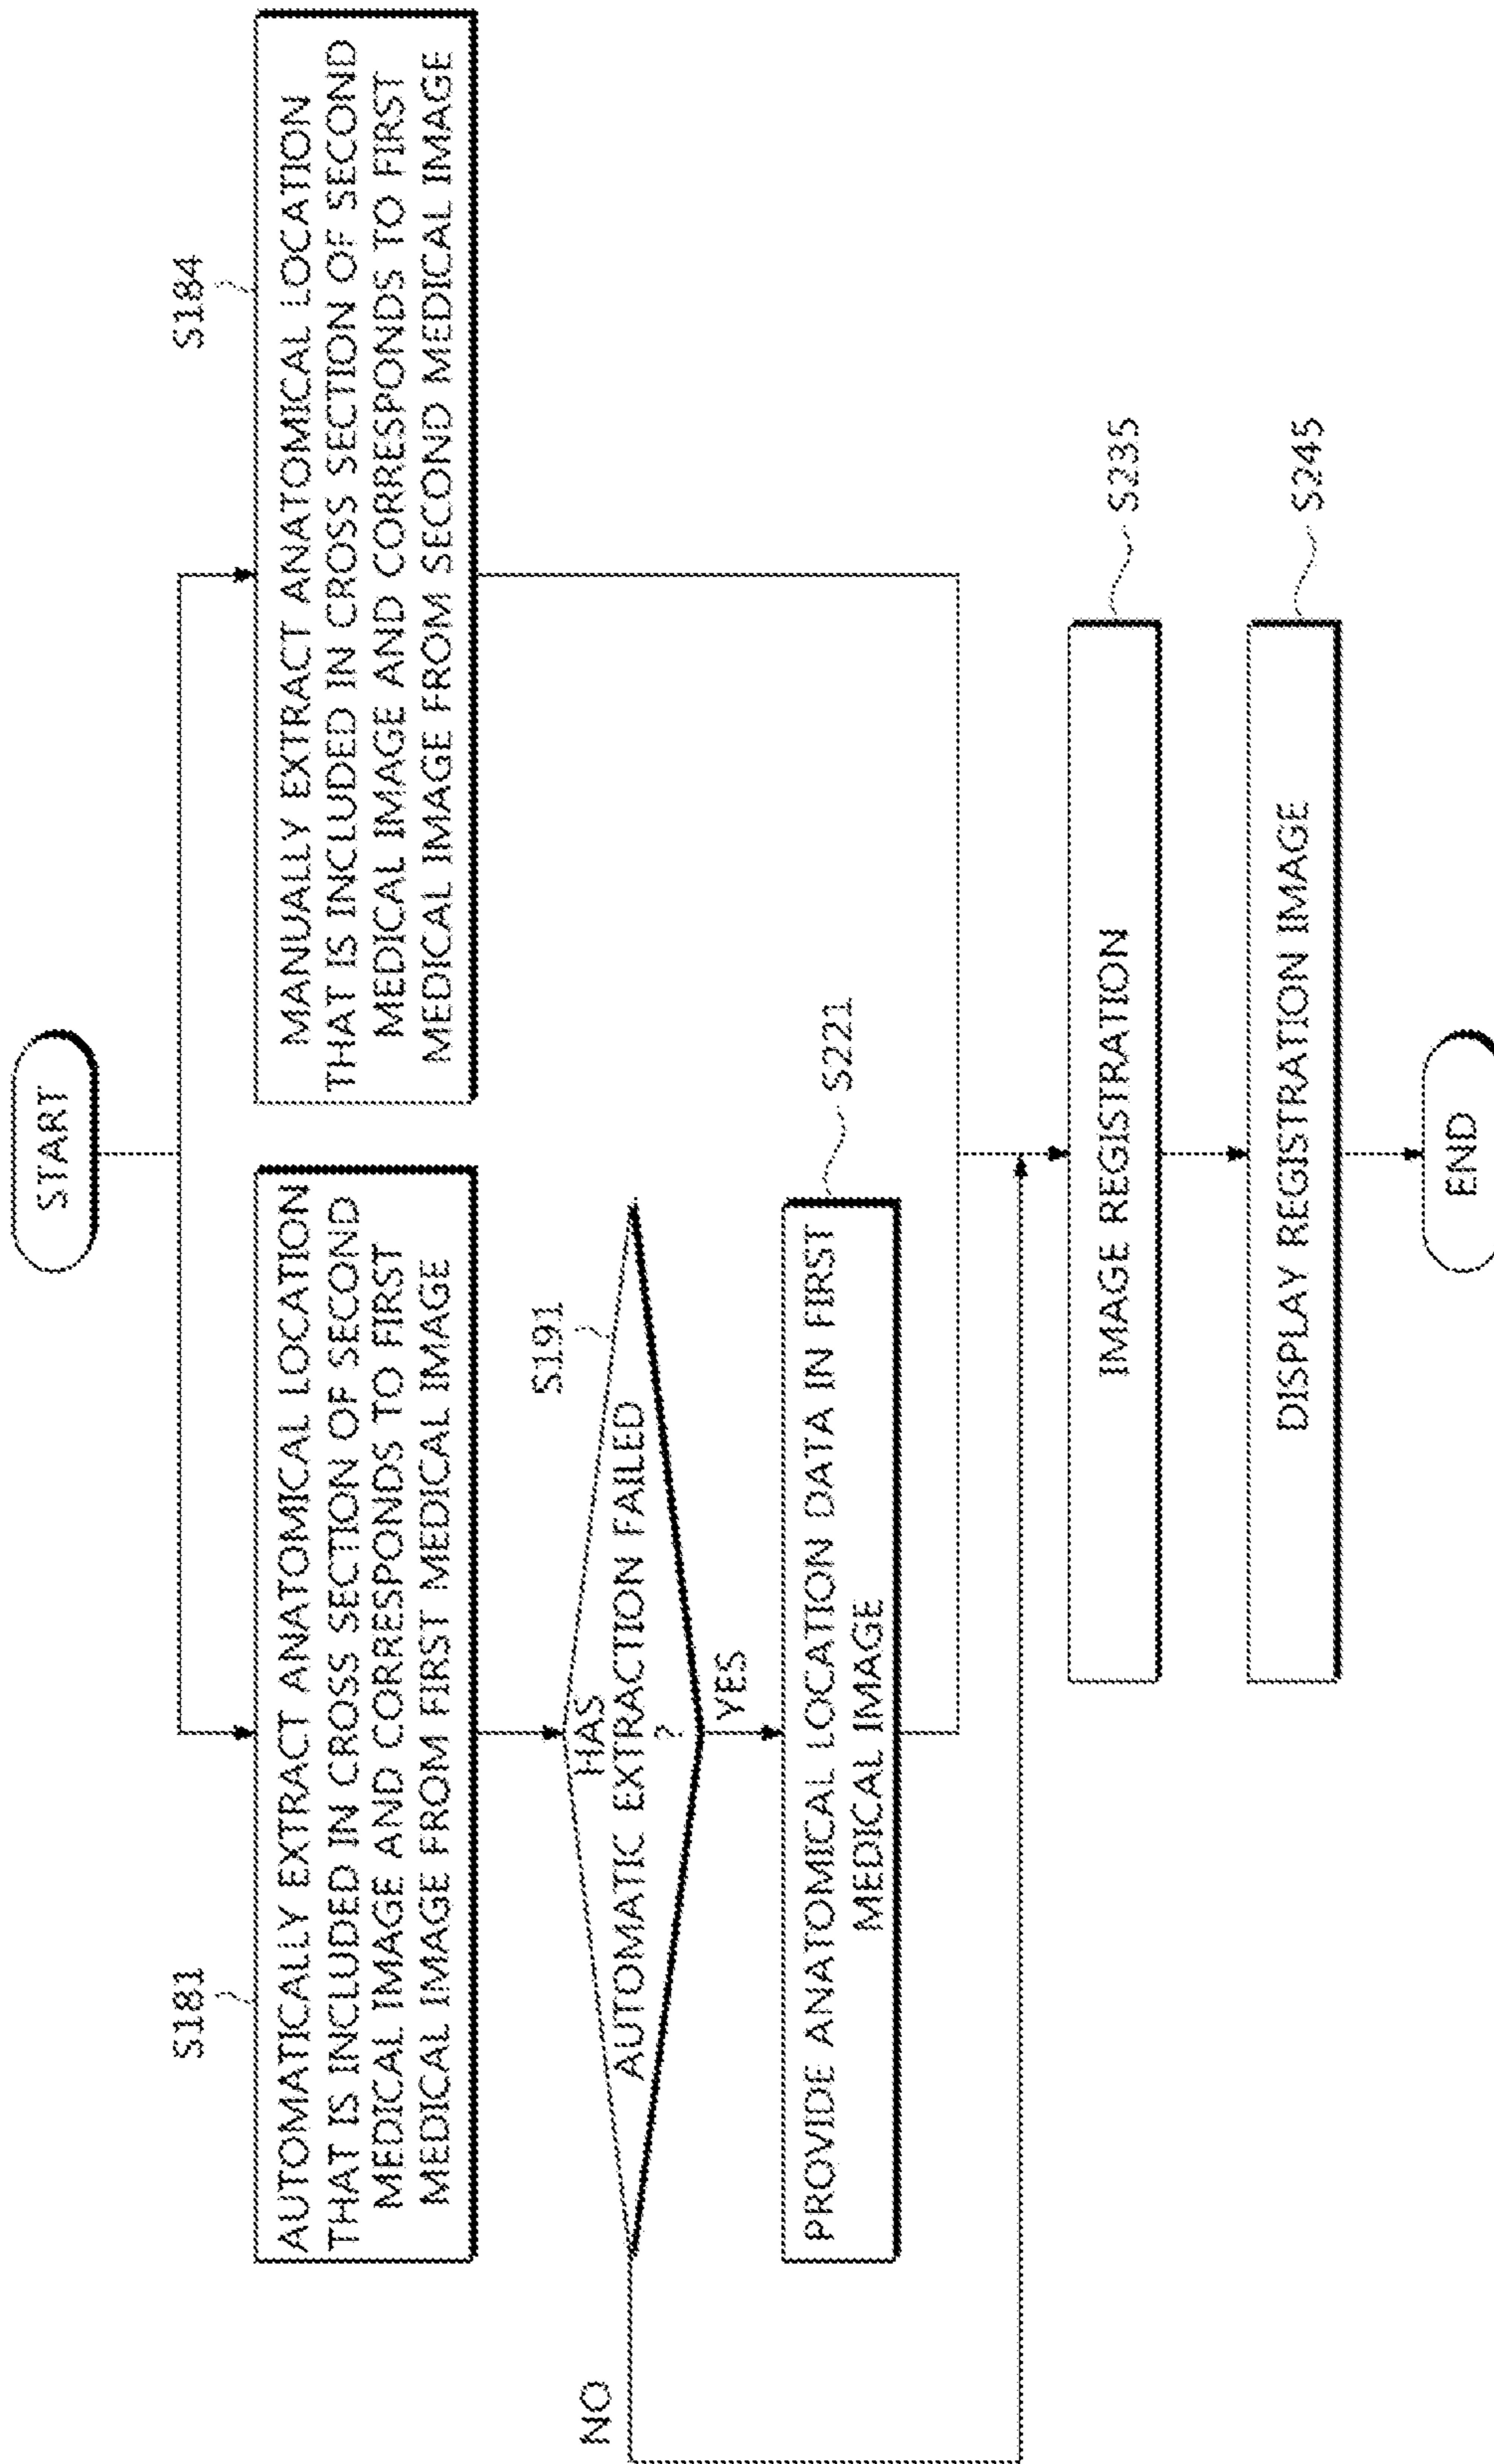 START
S181
AUTOMATICALLY EXTRACT ANATOMICAL LOCATION
THAT IS INCLUDED IN CROSS SECTION OF SECOND
MEDICAL IMAGE AND CORRESPONDS TO FIRST
MEDICAL IMAGE FROM FIRST MEDICAL IMAGE
S184
MANUALLY EXTRACT ANATOMICAL LOCATION
THAT IS INCLUDED IN CROSS SECTION OF SECOND
MEDICAL IMAGE AND CORRESPONDS TO FIRST
MEDICAL IMAGE FROM SECOND MEDICAL IMAGE
S191
HAS
AUTOMATIC EXTRACTION FAILED
?
NO
YES
S221
PROVIDE ANATOMICAL LOCATION DATA IN FIRST
MEDICAL IMAGE
IMAGE REGISTRATION
S235
DISPLAY REGISTRATION IMAGE
S245
END